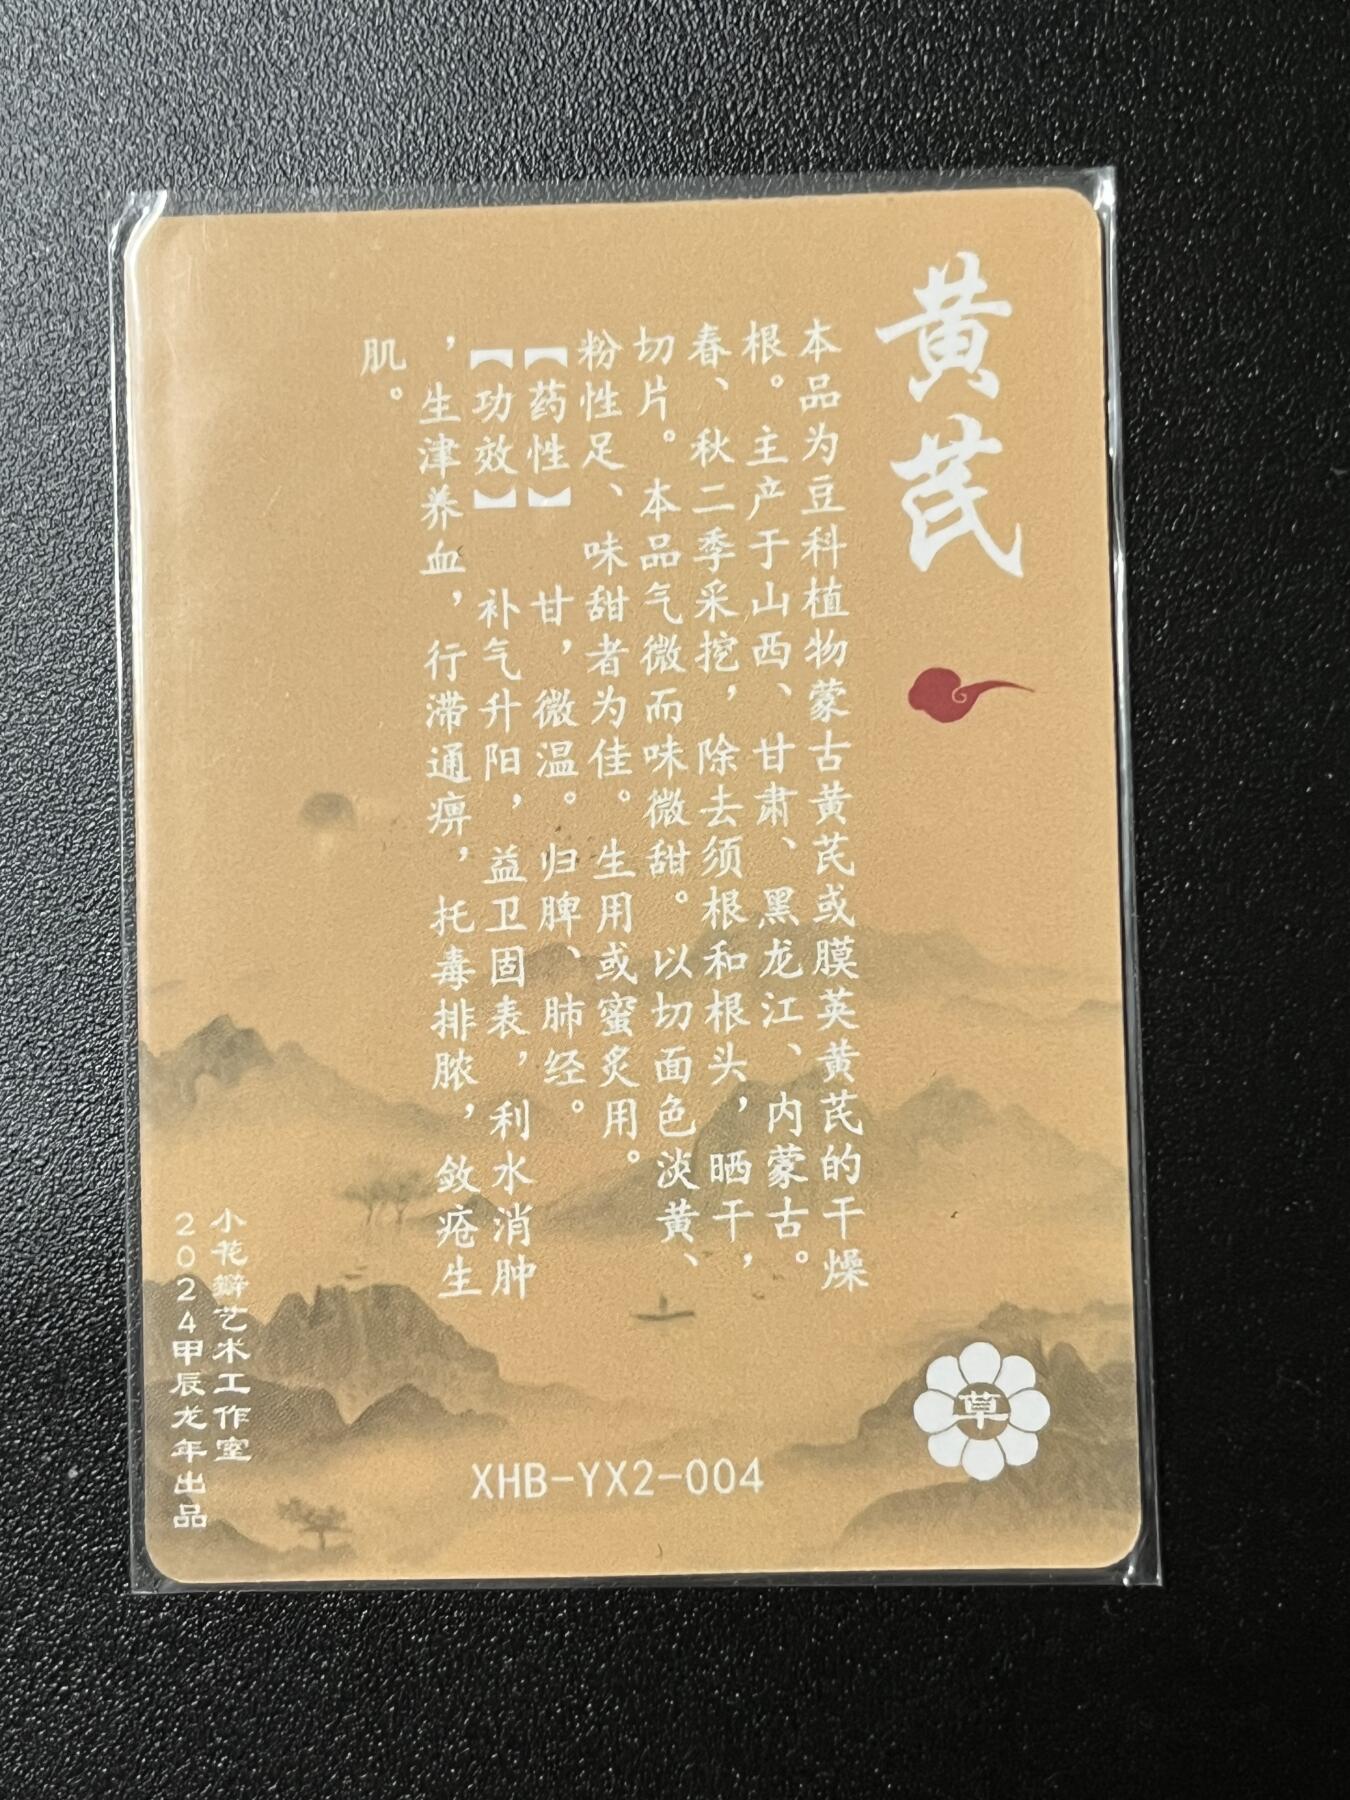 黄芪
本品为豆科植物蒙古黄芪或膜荚黄芪的干燥
根。主产于山西、甘肃、黑龙江、内蒙古。
春、秋二季采挖，除去须根和根头，晒干，
切片。本品气微而味微甜。以切面色淡黄、
粉性足、味甜者为佳。生用或蜜炙用。
【药性】 甘，微温。归脾、肺经。
【功效】 补气升阳，益卫固表，利水消肿
，生津养血，行滞通痹，托毒排脓，敛疮生
肌。
小花瓣艺术工作室
2024甲辰龙年出品
XHB-YX2-004
草